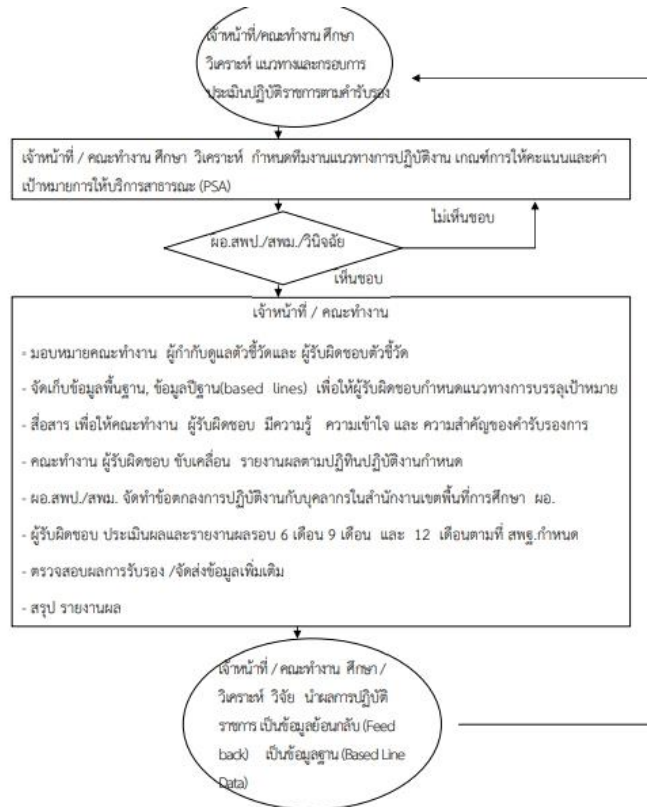 เจ้าหน้าที่/คณะทำงาน ศึกษา
วิเคราะห์ แนวทางและกรอบการ
ประเมินปฏิบัติราชการตามคำรับรอง
เจ้าหน้าที่ / คณะทำงาน ศึกษา วิเคราะห์ กำหนดทีมงานแนวทางการปฏิบัติงาน เกณฑ์การให้คะแนนและค่า
เป้าหมายการให้บริการสาธารณะ (PSA)
ไม่เห็นชอบ
ผอ.สพป./สพม./วินิจฉัย
เห็นชอบ
เจ้าหน้าที่ / คณะทำงาน
- มอบหมายคณะทำงาน ผู้กำกับดูแลตัวชี้วัดและ ผู้รับผิดชอบตัวชี้วัด
- จัดเก็บข้อมูลพื้นฐาน, ข้อมูลปีฐาน(based lines) เพื่อให้ผู้รับผิดชอบกำหนดแนวทางการบรรลุเป้าหมาย
- สื่อสาร เพื่อให้คณะทำงาน ผู้รับผิดชอบ มีความรู้ ความเข้าใจ และ ความสำคัญของคำรับรองการ
- คณะทำงาน ผู้รับผิดชอบ ขับเคลื่อน รายงานผลตามปฏิทินปฏิบัติงานกำหนด
- ผอ.สพป./สพม. จัดทำข้อตกลงการปฏิบัติงานกับบุคลากรในสำนักงานเขตพื้นที่การศึกษา ผอ.
- ผู้รับผิดชอบ ประเมินผลและรายงานผลรอบ 6 เดือน 9 เดือน และ 12 เดือนตามที่ สพฐ.กำหนด
- ตรวจสอบผลการรับรอง /จัดส่งข้อมูลเพิ่มเติม
- สรุป รายงานผล
เจ้าหน้าที่ / คณะทำงาน ศึกษา /
วิเคราะห์ วิจัย นำผลการปฏิบัติ
ราชการ เป็นข้อมูลย้อนกลับ (Feed
back) เป็นข้อมูลฐาน (Based Line
Data)